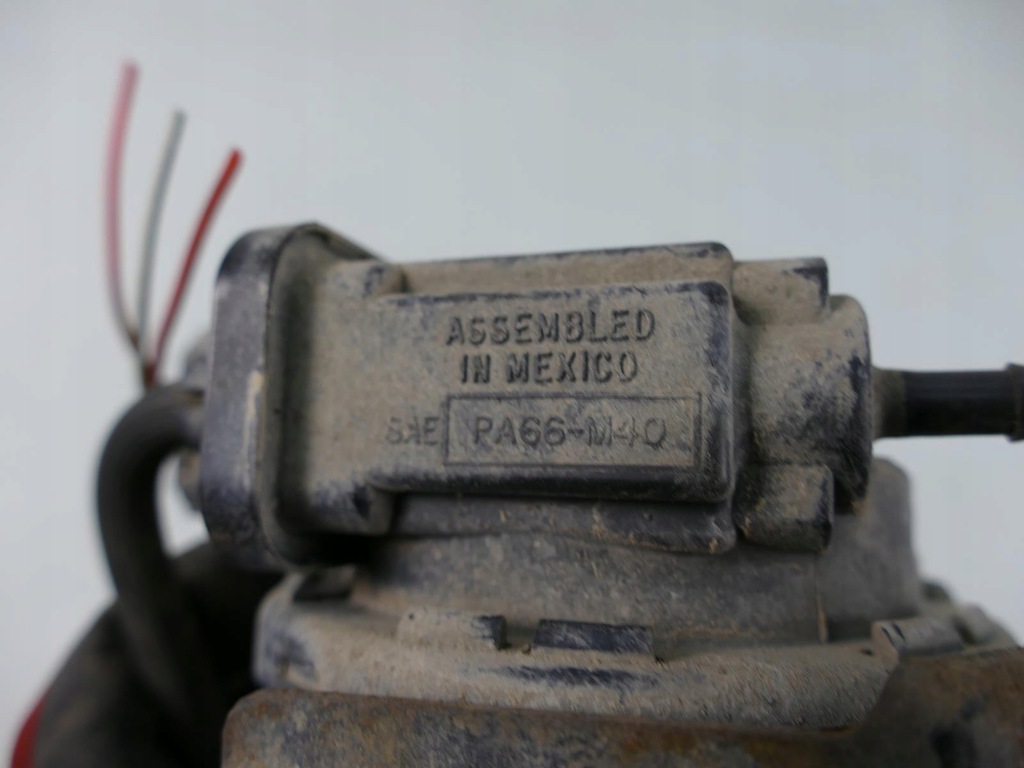 ASSEMBLED
IN MEXICO
SAE PA66-M40